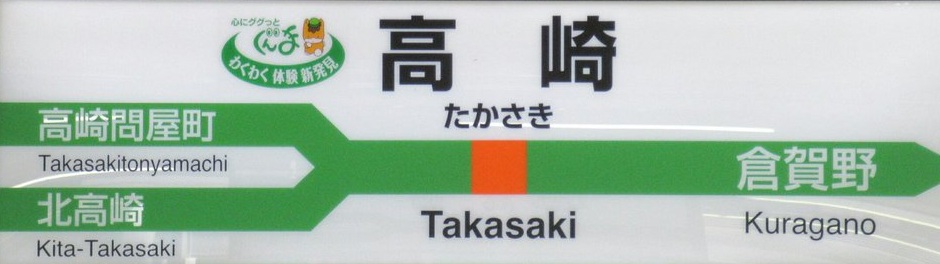 心にググっと
ぐんま
わくわく 体験 新発見
高崎
たかさき
高崎問屋町
Takasakitonyamachi
北高崎
Kita-Takasaki
Takasaki
倉賀野
Kuragano